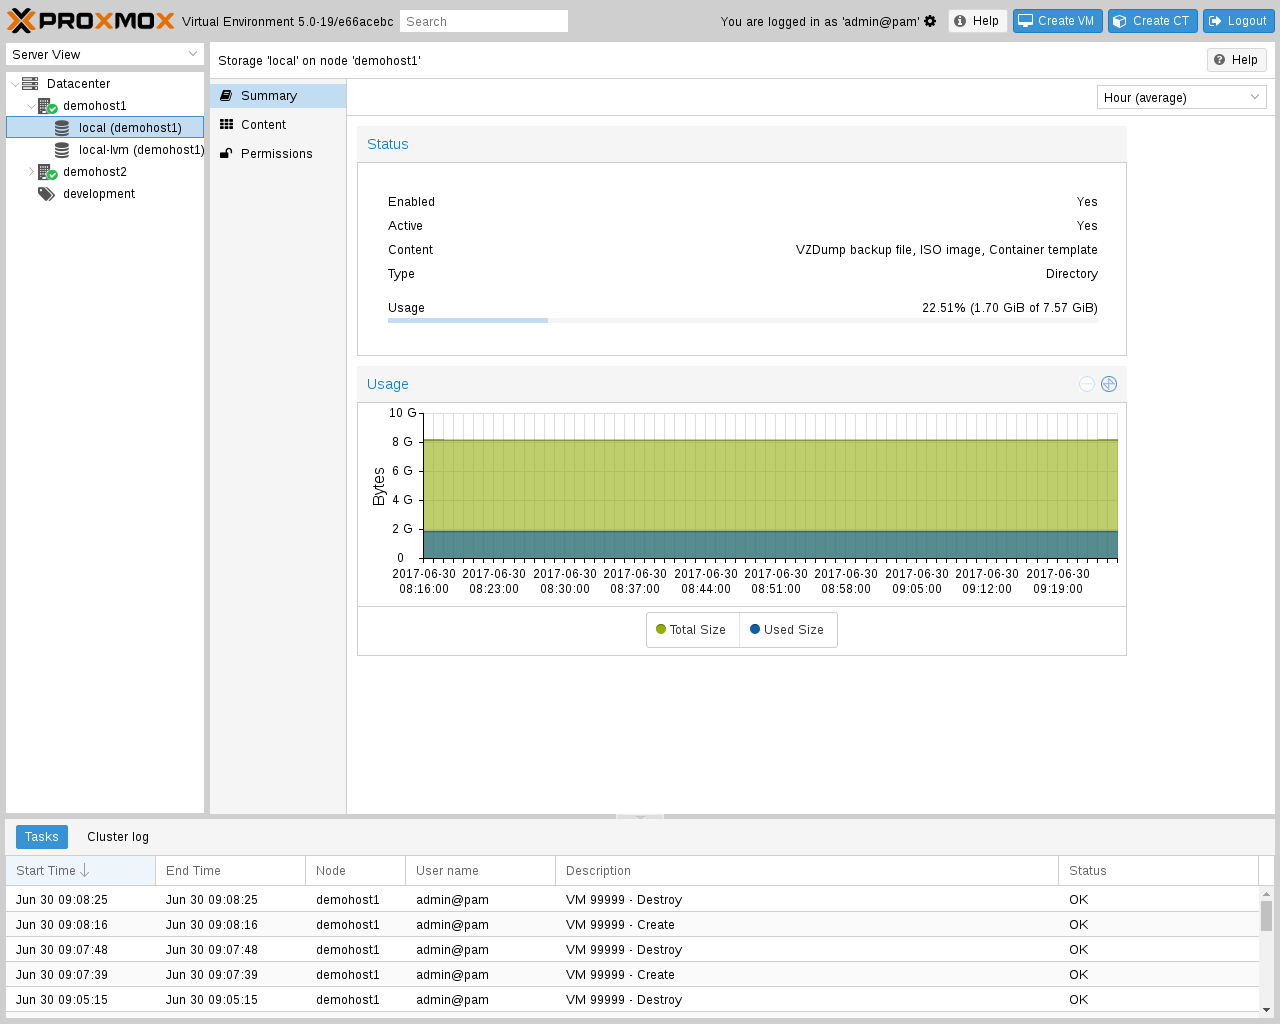 PROXMOX Virtual Environment 5.0-19/e66acebc Search You are logged in as 'admin@pam' Help Create VM Create CT Logout
Server View
Datacenter
demohost1
local (demohost1)
local-lvm (demohost1)
demohost2
development
Storage 'local' on node 'demohost1' Help
Summary
Content
Permissions
Hour (average)
Status
Enabled Yes
Active Yes
Content VZDump backup file, ISO image, Container template
Type Directory
Usage 22.51% (1.70 GiB of 7.57 GiB)
Usage
Bytes
10 G
8 G
6 G
4 G
2 G
0
2017-06-30 2017-06-30 2017-06-30 2017-06-30 2017-06-30 2017-06-30 2017-06-30 2017-06-30 2017-06-30 2017-06-30
08:16:00 08:23:00 08:30:00 08:37:00 08:44:00 08:51:00 08:58:00 09:05:00 09:12:00 09:19:00
Total Size Used Size
Tasks Cluster log
Start Time End Time Node User name Description Status
Jun 30 09:08:25 Jun 30 09:08:25 demohost1 admin@pam VM 99999 - Destroy OK
Jun 30 09:08:16 Jun 30 09:08:16 demohost1 admin@pam VM 99999 - Create OK
Jun 30 09:07:48 Jun 30 09:07:48 demohost1 admin@pam VM 99999 - Destroy OK
Jun 30 09:07:39 Jun 30 09:07:39 demohost1 admin@pam VM 99999 - Create OK
Jun 30 09:05:15 Jun 30 09:05:15 demohost1 admin@pam VM 99999 - Destroy OK